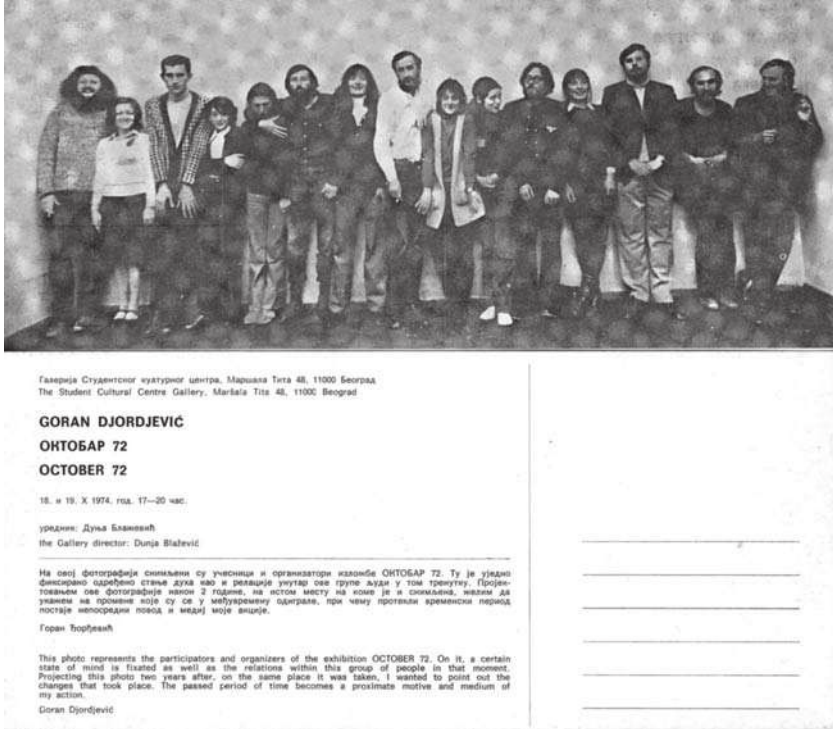 Галерија Студентског културног центра, Маршала Тита 48, 11000 Београд
The Student Cultural Centre Gallery, Maršala Tita 48, 11000 Beograd
GORAN DJORDJEVIĆ
ОКТОБАР 72
OCTOBER 72
18. и 19. X 1974. год. 17—20 час.
уредник: Дуња Блажевић
the Gallery director: Dunja Blažević
На овој фотографији снимљени су учесници и организатори изложбе ОКТОБАР 72. Ту је уједно
фиксирано одређено стање духа као и релације унутар ове групе људи у том тренутку. Пројек-
товањем ове фотографије након 2 године, на истом месту на коме је и снимљена, желим да
укажем на промене које су се у међувремену одиграле, при чему протекли временски период
постаје непосредни повод и медиј моје акције.
Горан Ђорђевић
This photo represents the participators and organizers of the exhibition OCTOBER 72. On it, a certain
state of mind is fixated as well as the relations within this group of people in that moment.
Projecting this photo two years after, on the same place it was taken, I wanted to point out the
changes that took place. The passed period of time becomes a proximate motive and medium of
my action.
Goran Djordjević